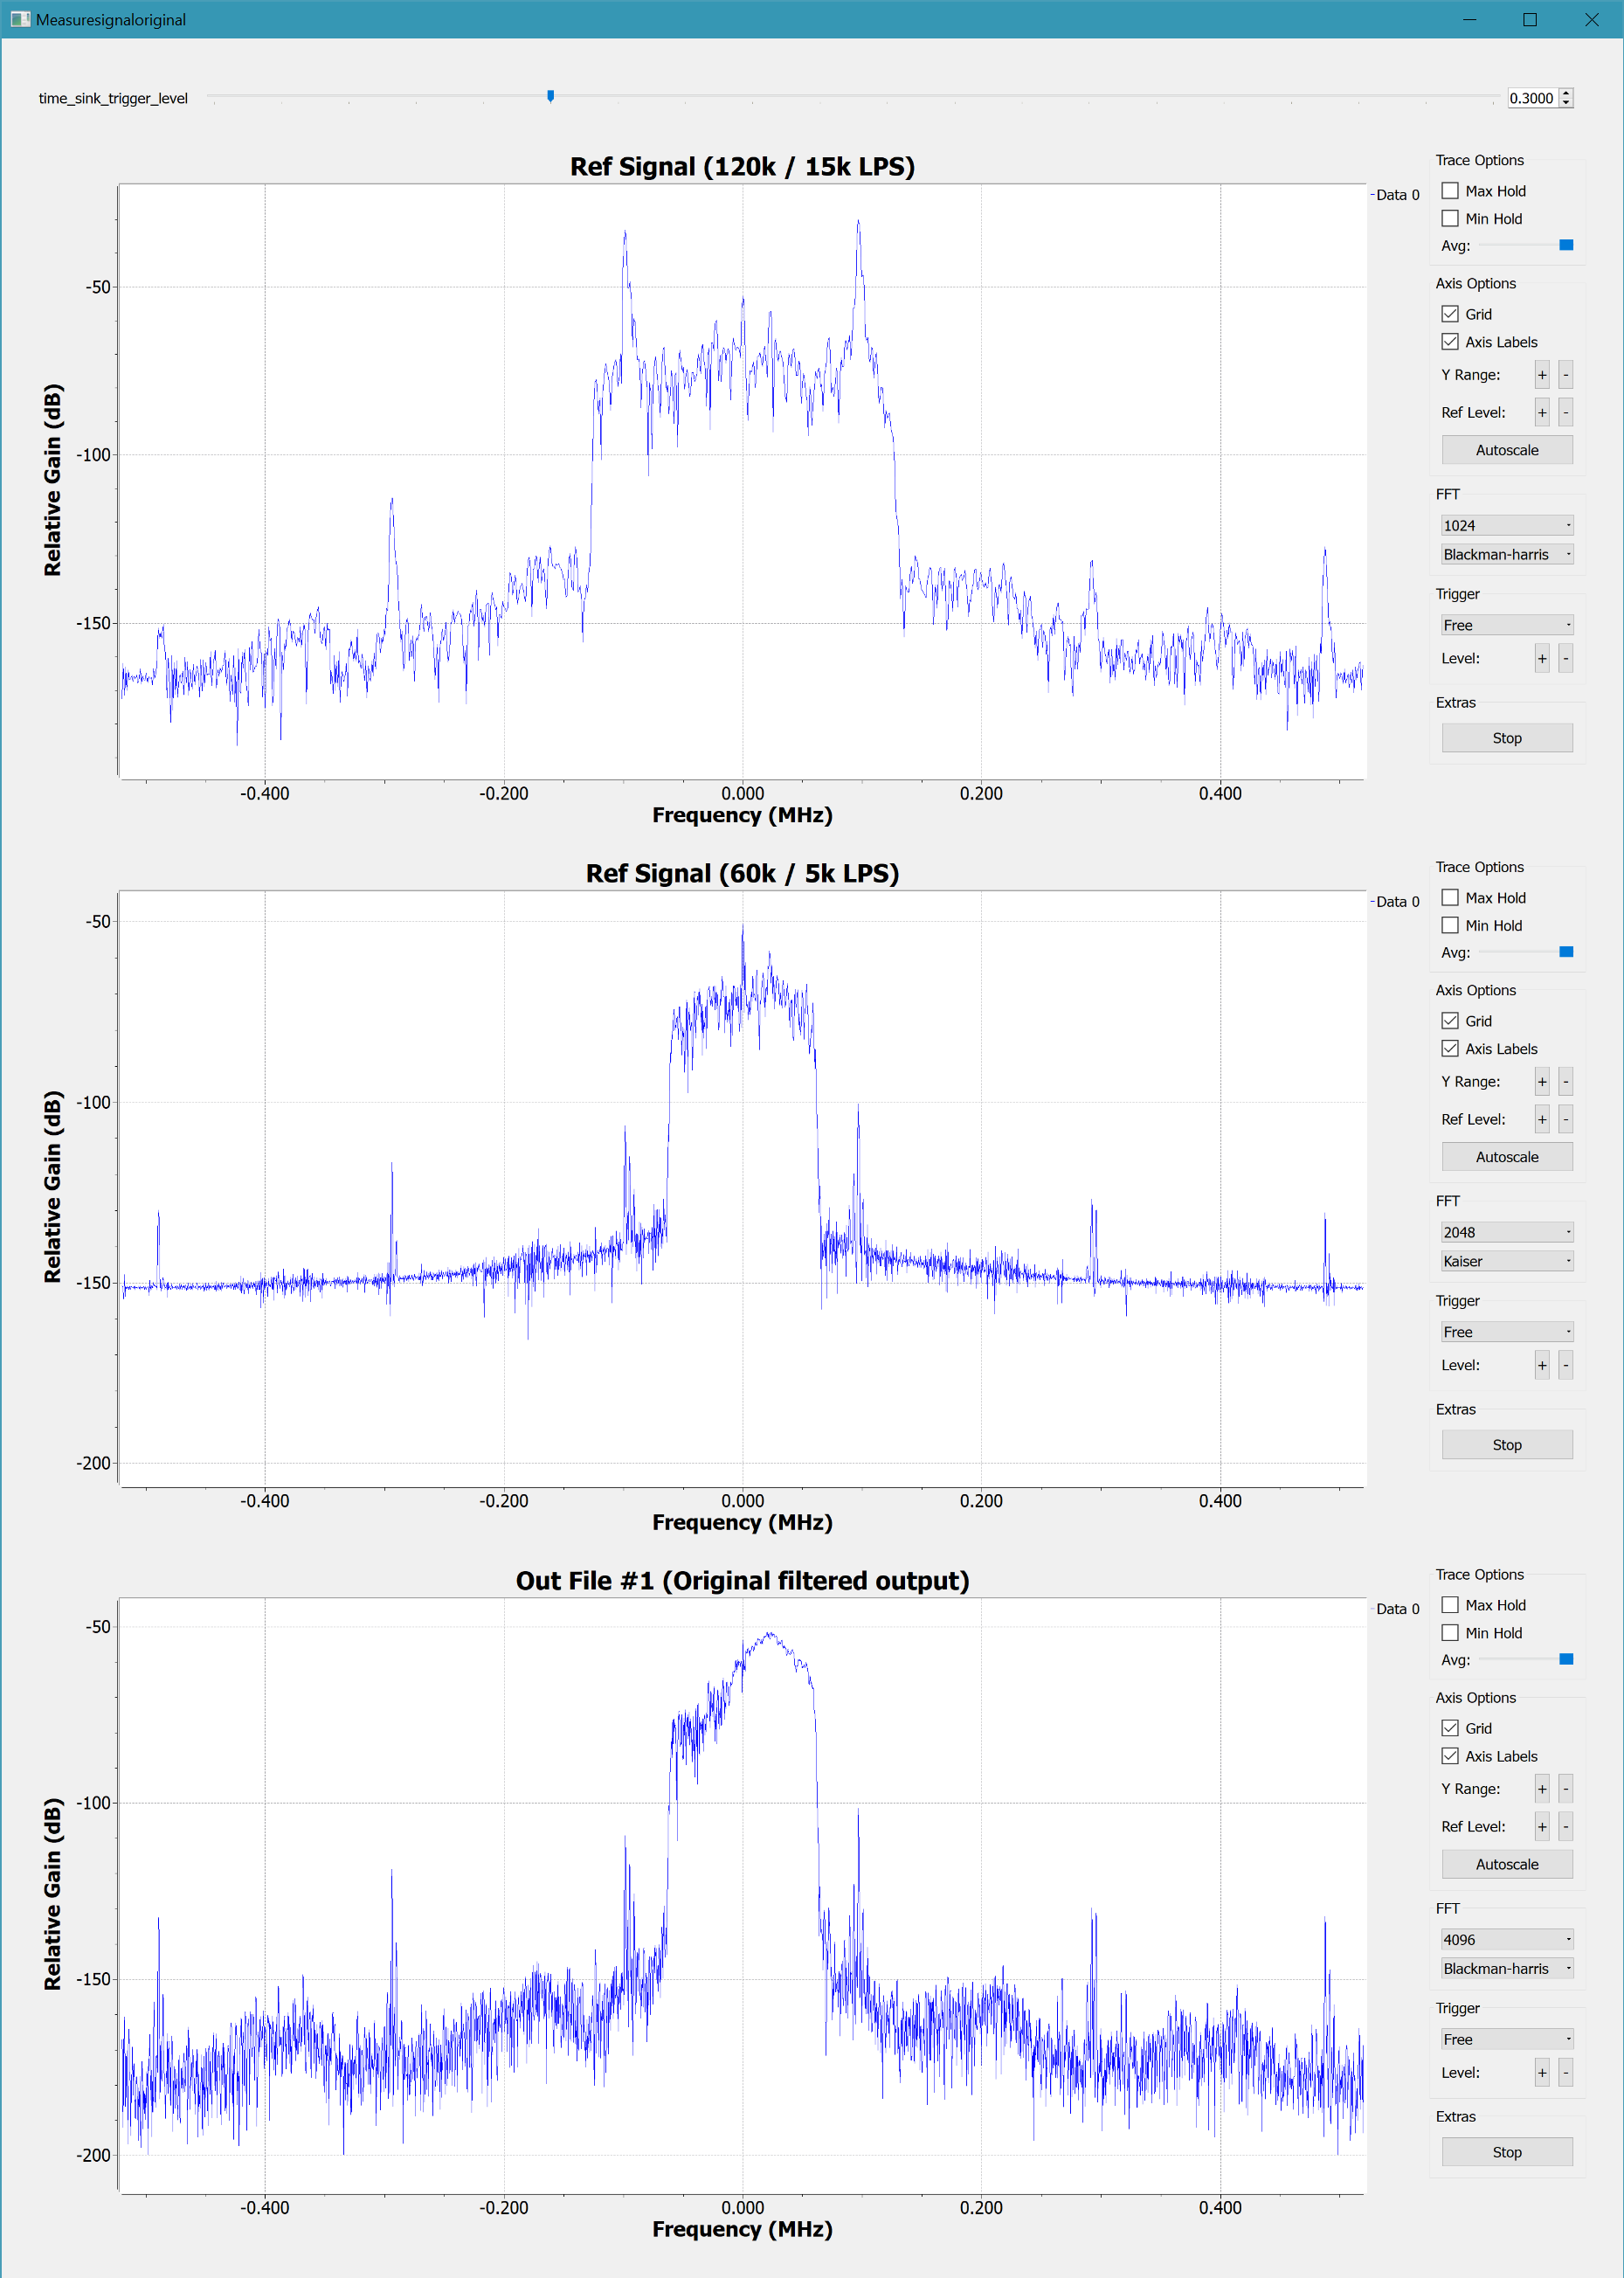 Measuresignaloriginal
time_sink_trigger_level
0.3000
Ref Signal (120k / 15k LPS)
Data 0
-50
-100
-150
Relative Gain (dB)
-0.400 -0.200 0.000 0.200 0.400
Frequency (MHz)
Trace Options
Max Hold
Min Hold
Avg:
Axis Options
Grid
Axis Labels
Y Range: + -
Ref Level: + -
Autoscale
FFT
1024
Blackman-harris
Trigger
Free
Level: + -
Extras
Stop
Ref Signal (60k / 5k LPS)
Data 0
-50
-100
-150
-200
Relative Gain (dB)
-0.400 -0.200 0.000 0.200 0.400
Frequency (MHz)
Trace Options
Max Hold
Min Hold
Avg:
Axis Options
Grid
Axis Labels
Y Range: + -
Ref Level: + -
Autoscale
FFT
2048
Kaiser
Trigger
Free
Level: + -
Extras
Stop
Out File #1 (Original filtered output)
Data 0
-50
-100
-150
-200
Relative Gain (dB)
-0.400 -0.200 0.000 0.200 0.400
Frequency (MHz)
Trace Options
Max Hold
Min Hold
Avg:
Axis Options
Grid
Axis Labels
Y Range: + -
Ref Level: + -
Autoscale
FFT
4096
Blackman-harris
Trigger
Free
Level: + -
Extras
Stop